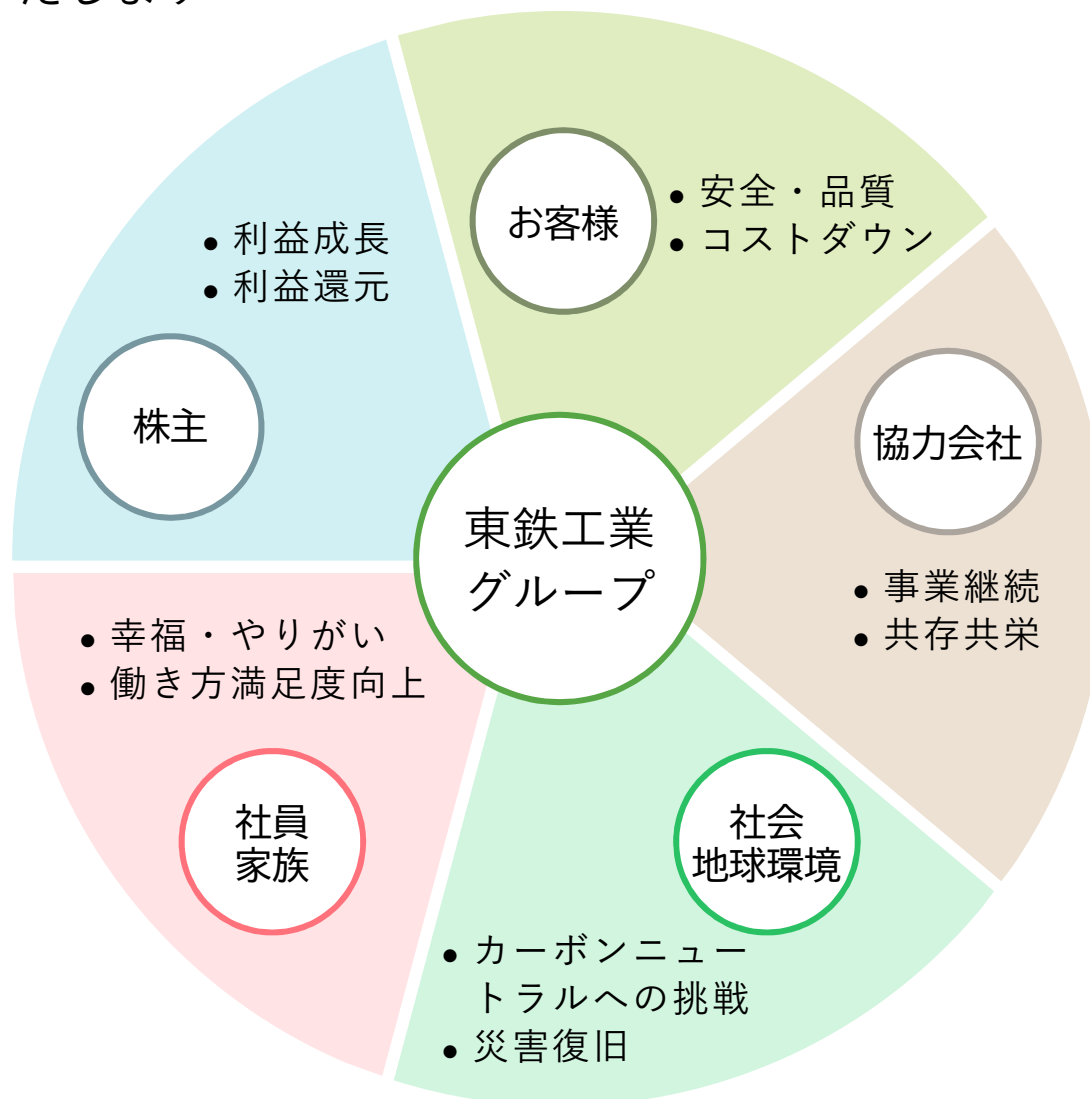 お客様
• 安全・品質
• コストダウン
• 利益成長
• 利益還元
株主
協力会社
• 事業継続
• 共存共栄
東鉄工業
グループ
• 幸福・やりがい
• 働き方満足度向上
社員
家族
社会
地球環境
• カーボンニュー
トラルへの挑戦
• 災害復旧